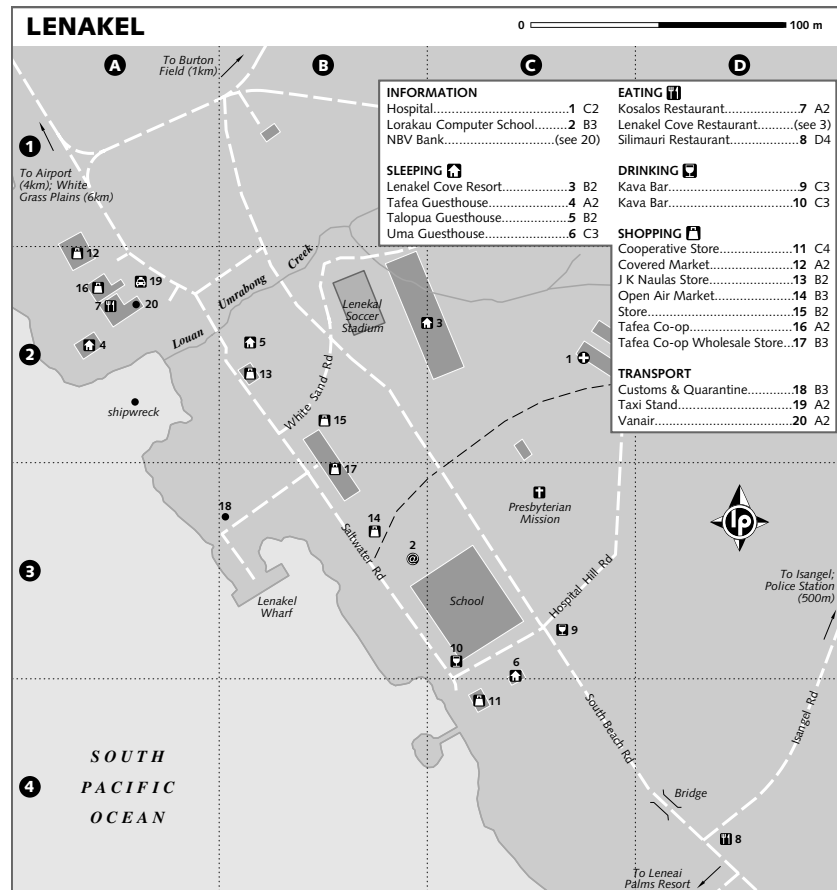 LENAKEL
0 100 m
A B C D
1
2
3
4
To Burton
Field (1km)
To Airport
(4km); White
Grass Plains (6km)
INFORMATION
Hospital 1 C2
Lorakau Computer School 2 B3
NBV Bank (see 20)
SLEEPING
Lenakel Cove Resort 3 B2
Tafea Guesthouse 4 A2
Talopua Guesthouse 5 B2
Uma Guesthouse 6 C3
EATING
Kosalos Restaurant 7 A2
Lenakel Cove Restaurant (see 3)
Silimauri Restaurant 8 D4
DRINKING
Kava Bar 9 C3
Kava Bar 10 C3
SHOPPING
Cooperative Store 11 C4
Covered Market 12 A2
J K Naulas Store 13 B2
Open Air Market 14 B3
Store 15 B2
Tafea Co-op 16 A2
Tafea Co-op Wholesale Store 17 B3
TRANSPORT
Customs & Quarantine 18 B3
Taxi Stand 19 A2
Vanair 20 A2
12
16
19
7
20
4
shipwreck
Louan Umrabong Creek
5
13
Lenekal
Soccer
Stadium
3
1
White Sand Rd
15
17
18
14
2
@
Saltwater Rd
Lenakel
Wharf
Presbyterian
Mission
lp
School
Hospital Hill Rd
To Isangel;
Police Station
(500m)
9
10
6
11
South Beach Rd
Isangel Rd
SOUTH
PACIFIC
OCEAN
Bridge
8
To Leneai
Palms Resort